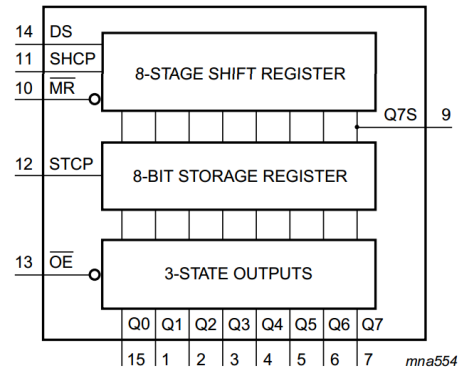 14 DS
11 SHCP
8-STAGE SHIFT REGISTER
10 M̅R̅
Q7S 9
12 STCP
8-BIT STORAGE REGISTER
13 O̅E̅
3-STATE OUTPUTS
Q0 Q1 Q2 Q3 Q4 Q5 Q6 Q7
15 1 2 3 4 5 6 7
mna554